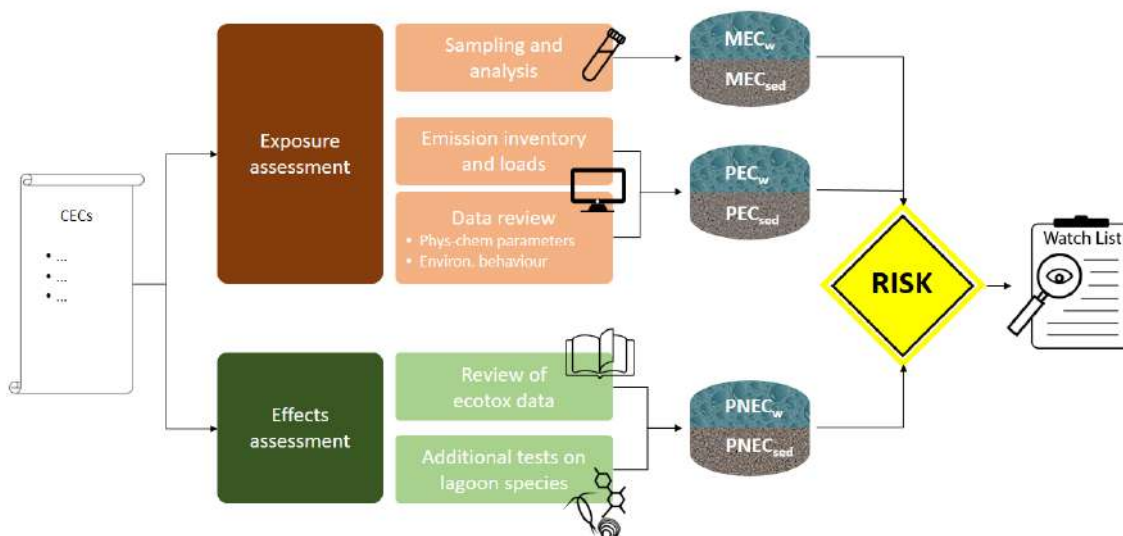 CECs
• ...
• ...
• ...
Exposure
assessment
Sampling and
analysis
Emission inventory
and loads
Data review
• Phys-chem parameters
• Environ. behaviour
MECw
MECsed
PECw
PECsed
Effects
assessment
Review of
ecotox data
Additional tests on
lagoon species
PNECw
PNECsed
RISK
Watch List